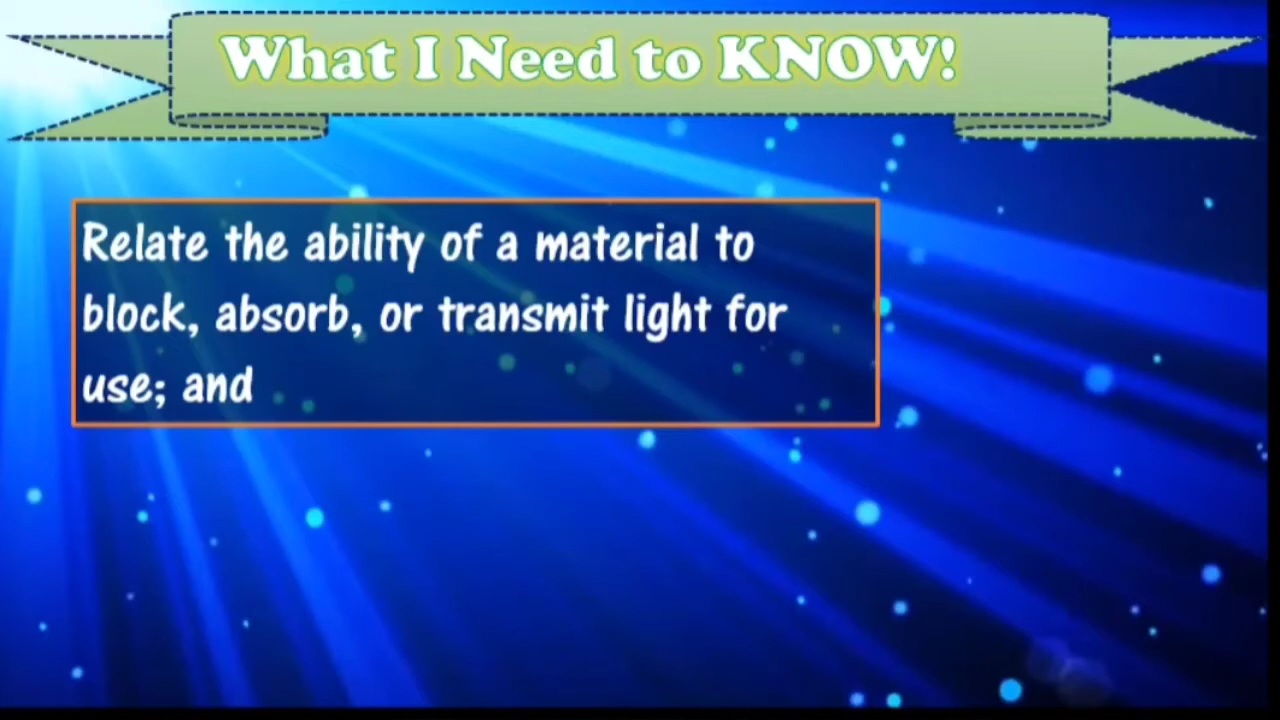 What I Need to KNOW!
Relate the ability of a material to
block, absorb, or transmit light for
use; and